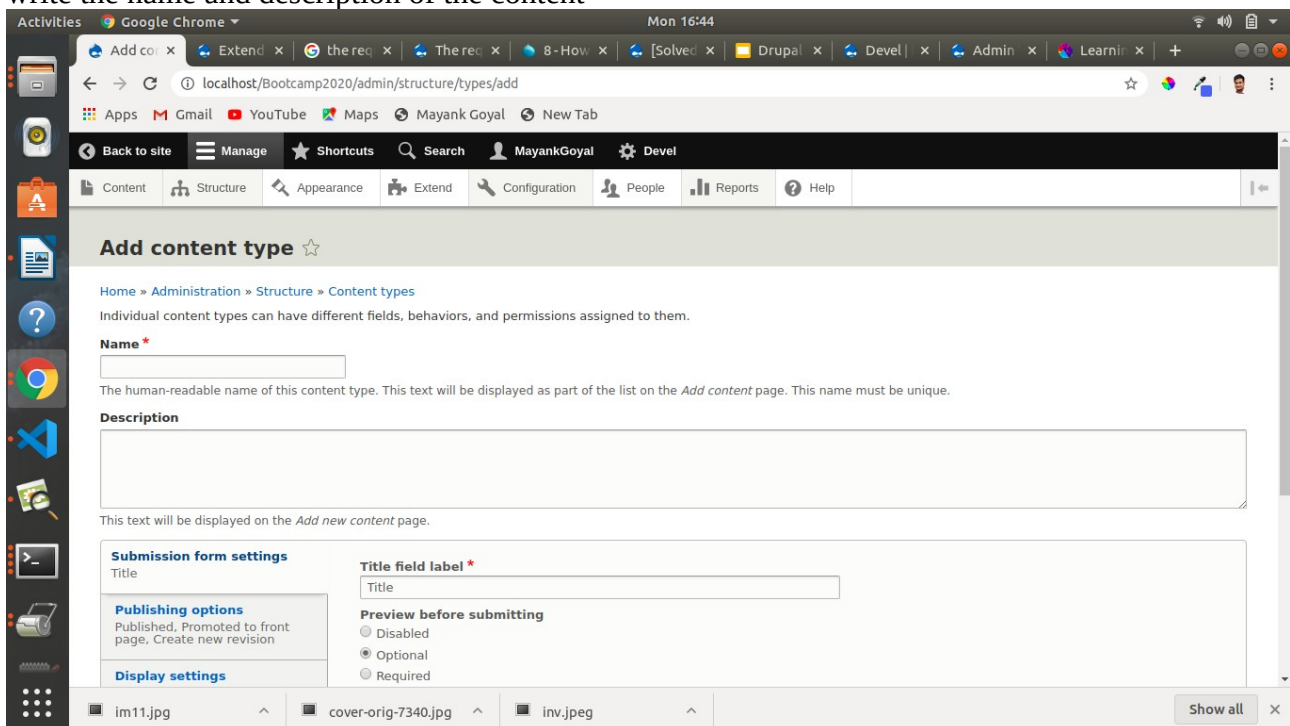 write the name and description of the content
Activities Google Chrome Mon 16:44
Add cor Extend the req The req 8-How [Solved Drupal Devel| Admin Learnin
localhost/Bootcamp2020/admin/structure/types/add
Apps Gmail YouTube Maps Mayank Goyal New Tab
Back to site Manage Shortcuts Search MayankGoyal Devel
Content Structure Appearance Extend Configuration People Reports Help
Add content type
Home » Administration » Structure » Content types
Individual content types can have different fields, behaviors, and permissions assigned to them.
Name *
The human-readable name of this content type. This text will be displayed as part of the list on the Add content page. This name must be unique.
Description
This text will be displayed on the Add new content page.
Submission form settings
Title
Title field label *
Title
Publishing options
Published, Promoted to front
page, Create new revision
Preview before submitting
Disabled
Optional
Required
Display settings
im11.jpg cover-orig-7340.jpg inv.jpeg Show all